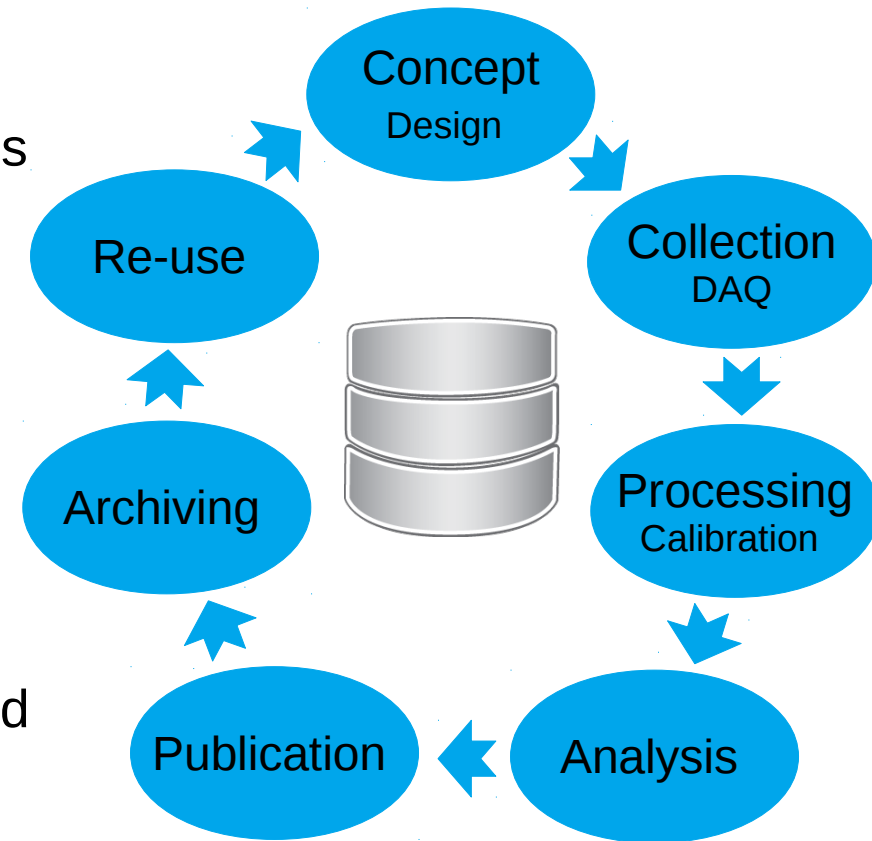 Concept
Design
s
Re-use
Collection
DAQ
Archiving
Processing
Calibration
d
Publication
Analysis